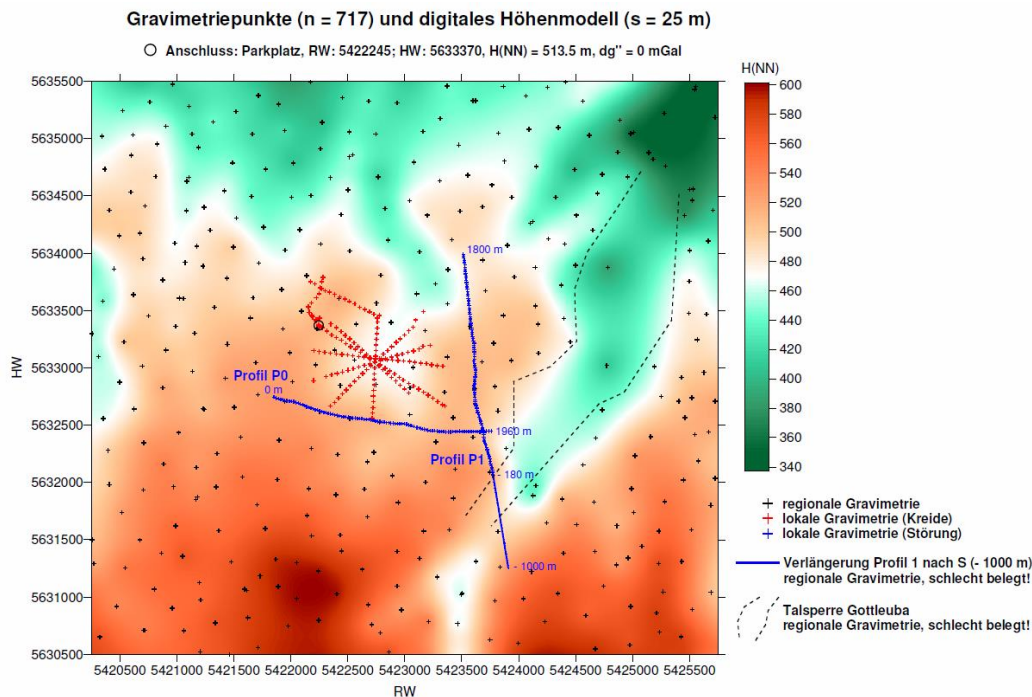 Gravimetriepunkte (n = 717) und digitales Höhenmodell (s = 25 m)
Anschluss: Parkplatz, RW: 5422245; HW: 5633370, H(NN) = 513.5 m, dg" = 0 mGal
H(NN)
5635500
5635000
5634500
5634000
5633500
5633000
5632500
5632000
5631500
5631000
5630500
HW
1800 m
Profil P0
0 m
1960 m
Profil P1
- 180 m
- 1000 m
5420500 5421000 5421500 5422000 5422500 5423000 5423500 5424000 5424500 5425000 5425500
RW
600
580
560
540
520
500
480
460
440
420
400
380
360
340
regionale Gravimetrie
lokale Gravimetrie (Kreide)
lokale Gravimetrie (Störung)
Verlängerung Profil 1 nach S (- 1000 m)
regionale Gravimetrie, schlecht belegt!
Talsperre Gottleuba
regionale Gravimetrie, schlecht belegt!